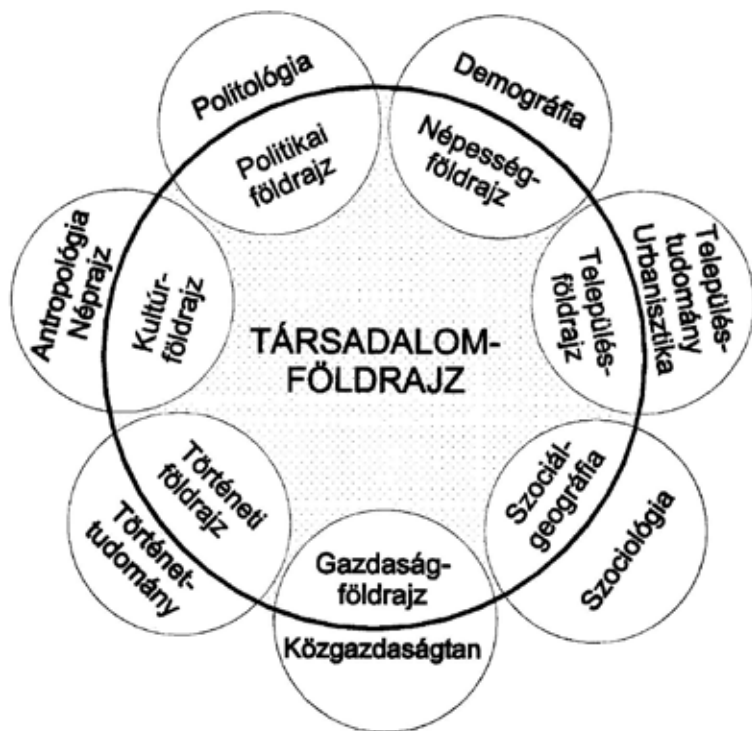 Politológia
Politikai
földrajz
Demográfia
Népesség-
földrajz
Település-
tudomány
Urbanisztika
Település-
földrajz
Antropológia
Néprajz
Kultúr-
földrajz
TÁRSADALOM-
FÖLDRAJZ
Történeti
földrajz
Történet-
tudomány
Szociál-
geográfia
Szociológia
Gazdaság-
földrajz
Közgazdaságtan